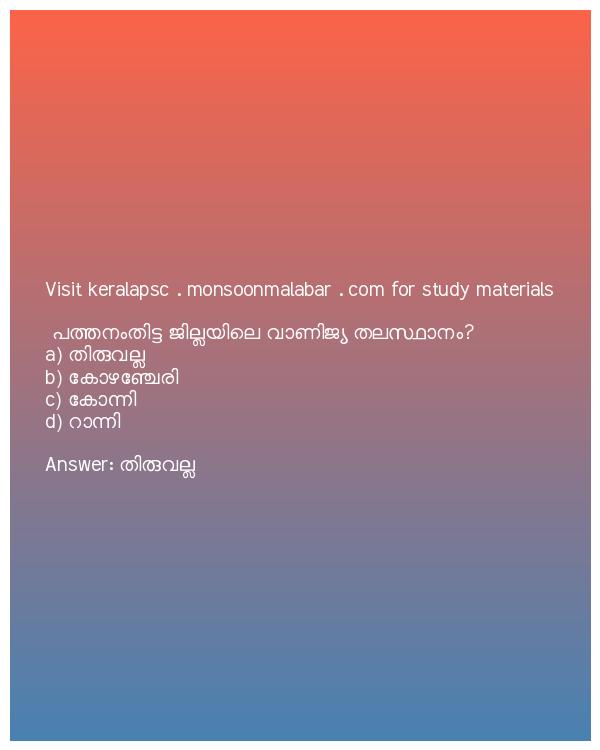 Visit keralapsc . monsoonmalabar . com for study materials
പത്തനംതിട്ട ജില്ലയിലെ വാണിജ്യ തലസ്ഥാനം?
a) തിരുവല്ല
b) കോഴഞ്ചേരി
c) കോന്നി
d) റാന്നി
Answer: തിരുവല്ല